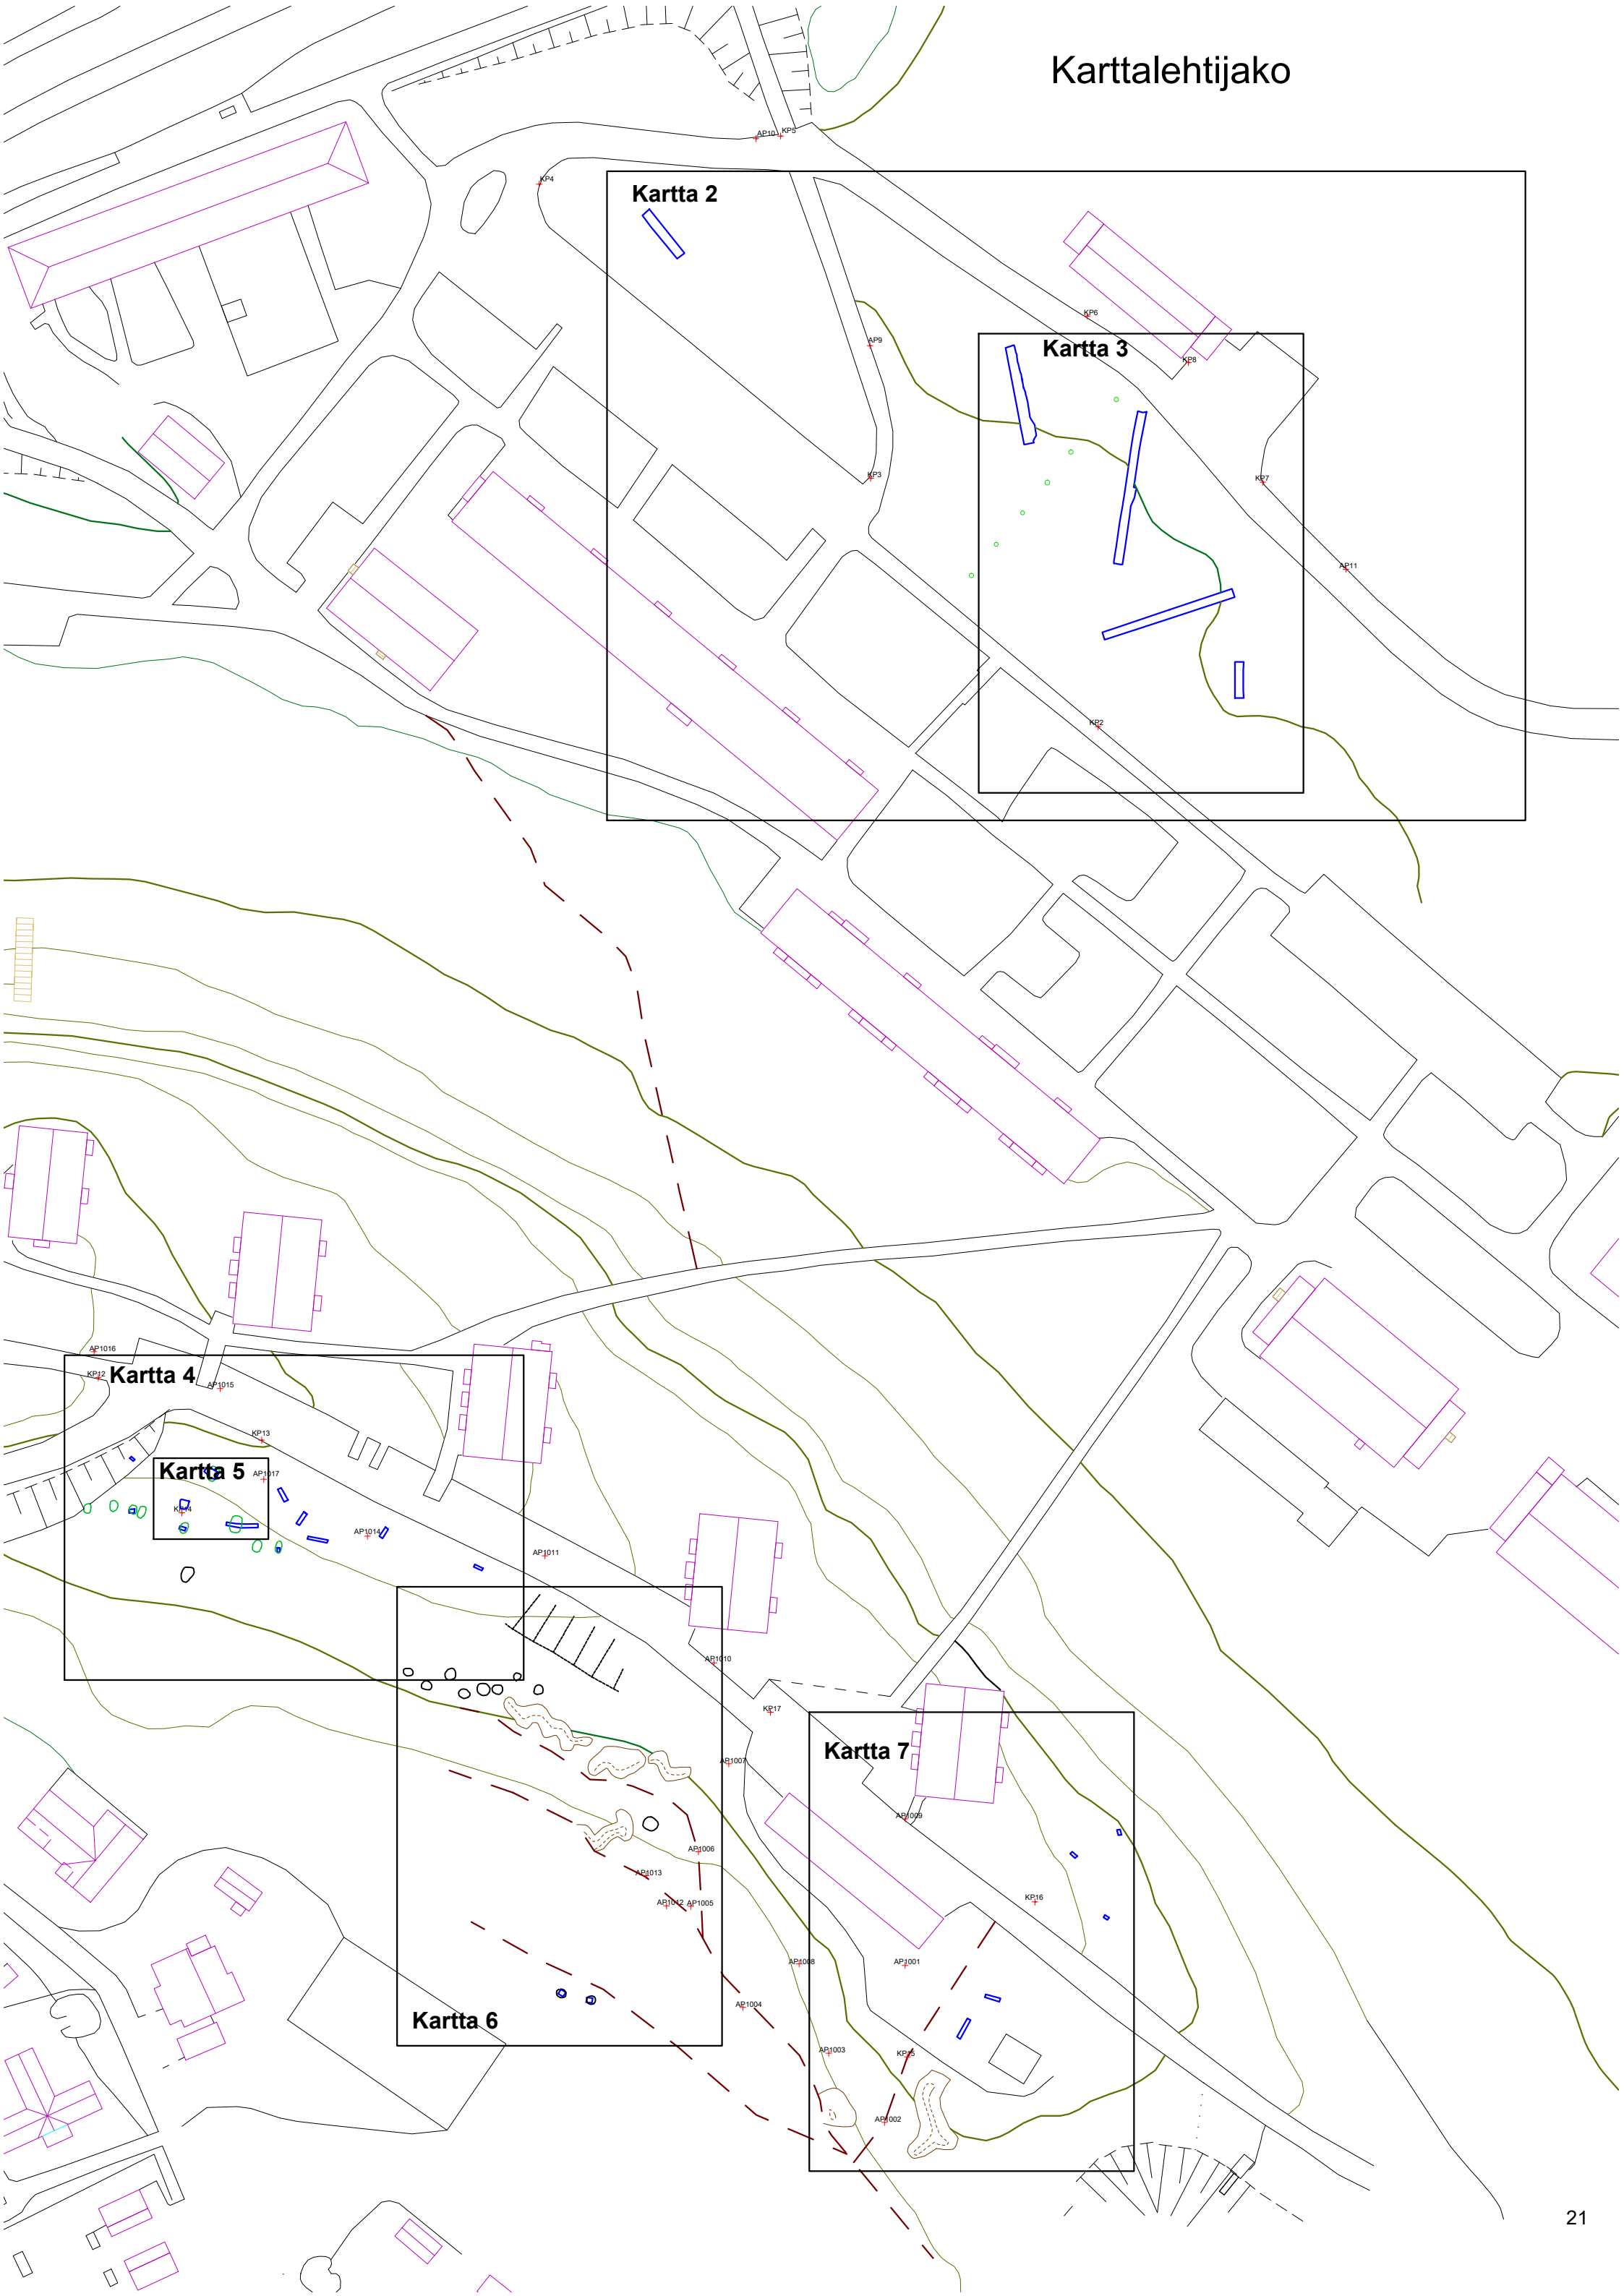 Karttalehtijako
AP10
KP5
KP4
Kartta 2
KP6
AP9
Kartta 3
KP8
KP3
KP7
AP11
KP2
AP1016
KP12
Kartta 4
AP1015
KP13
Kartta 5
AP1017
KP14
AP1014
AP1011
AP1010
KP17
Kartta 7
AP1007
AP1009
AP1006
AP1013
KP16
AP1012
AP1005
AP1008
AP1001
AP1004
Kartta 6
AP1003
KP15
AP1002
21